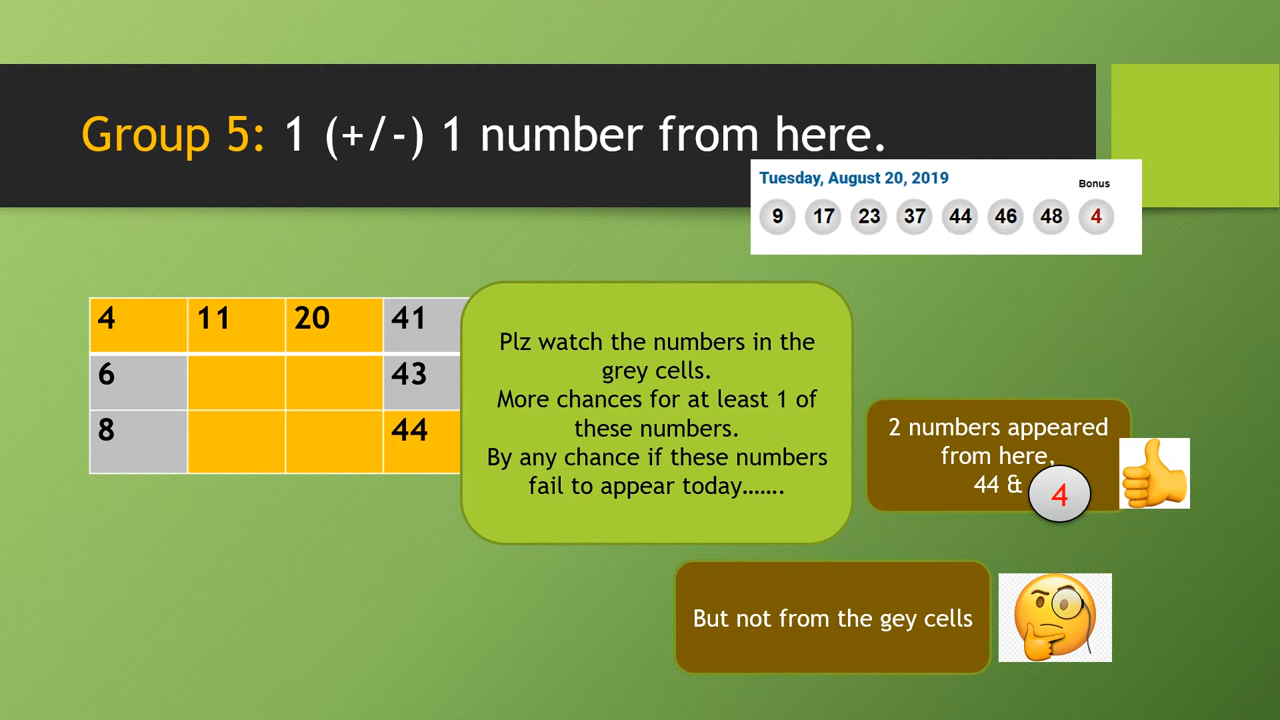 Group 5: 1 (+/-) 1 number from here.
Tuesday, August 20, 2019
Bonus
9 17 23 37 44 46 48 4
4 11 20 41
6 43
8 44
Plz watch the numbers in the
grey cells.
More chances for at least 1 of
these numbers.
By any chance if these numbers
fail to appear today…….
2 numbers appeared
from here,
44 & 4
But not from the gey cells